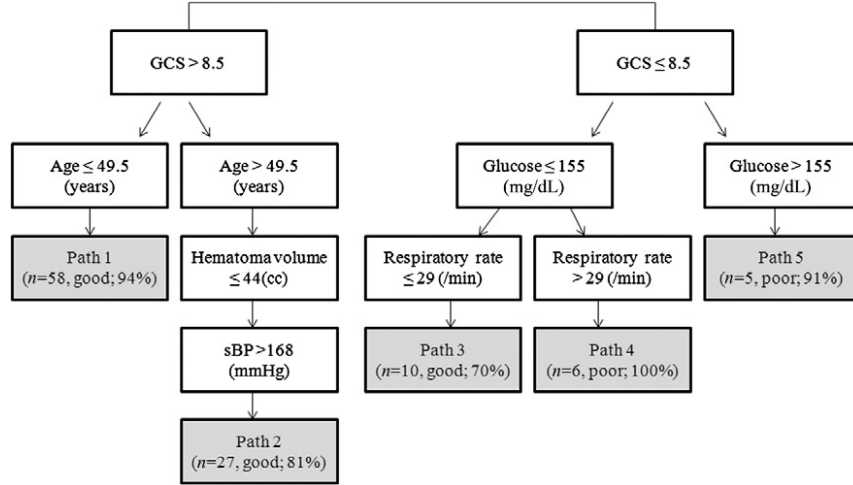 GCS > 8.5
GCS ≤ 8.5
Age ≤ 49.5
(years)
Age > 49.5
(years)
Glucose ≤ 155
(mg/dL)
Glucose > 155
(mg/dL)
Path 1
(n=58, good; 94%)
Hematoma volume
≤ 44(cc)
Respiratory rate
≤ 29 (/min)
Respiratory rate
> 29 (/min)
Path 5
(n=5, poor; 91%)
sBP >168
(mmHg)
Path 3
(n=10, good; 70%)
Path 4
(n=6, poor; 100%)
Path 2
(n=27, good; 81%)